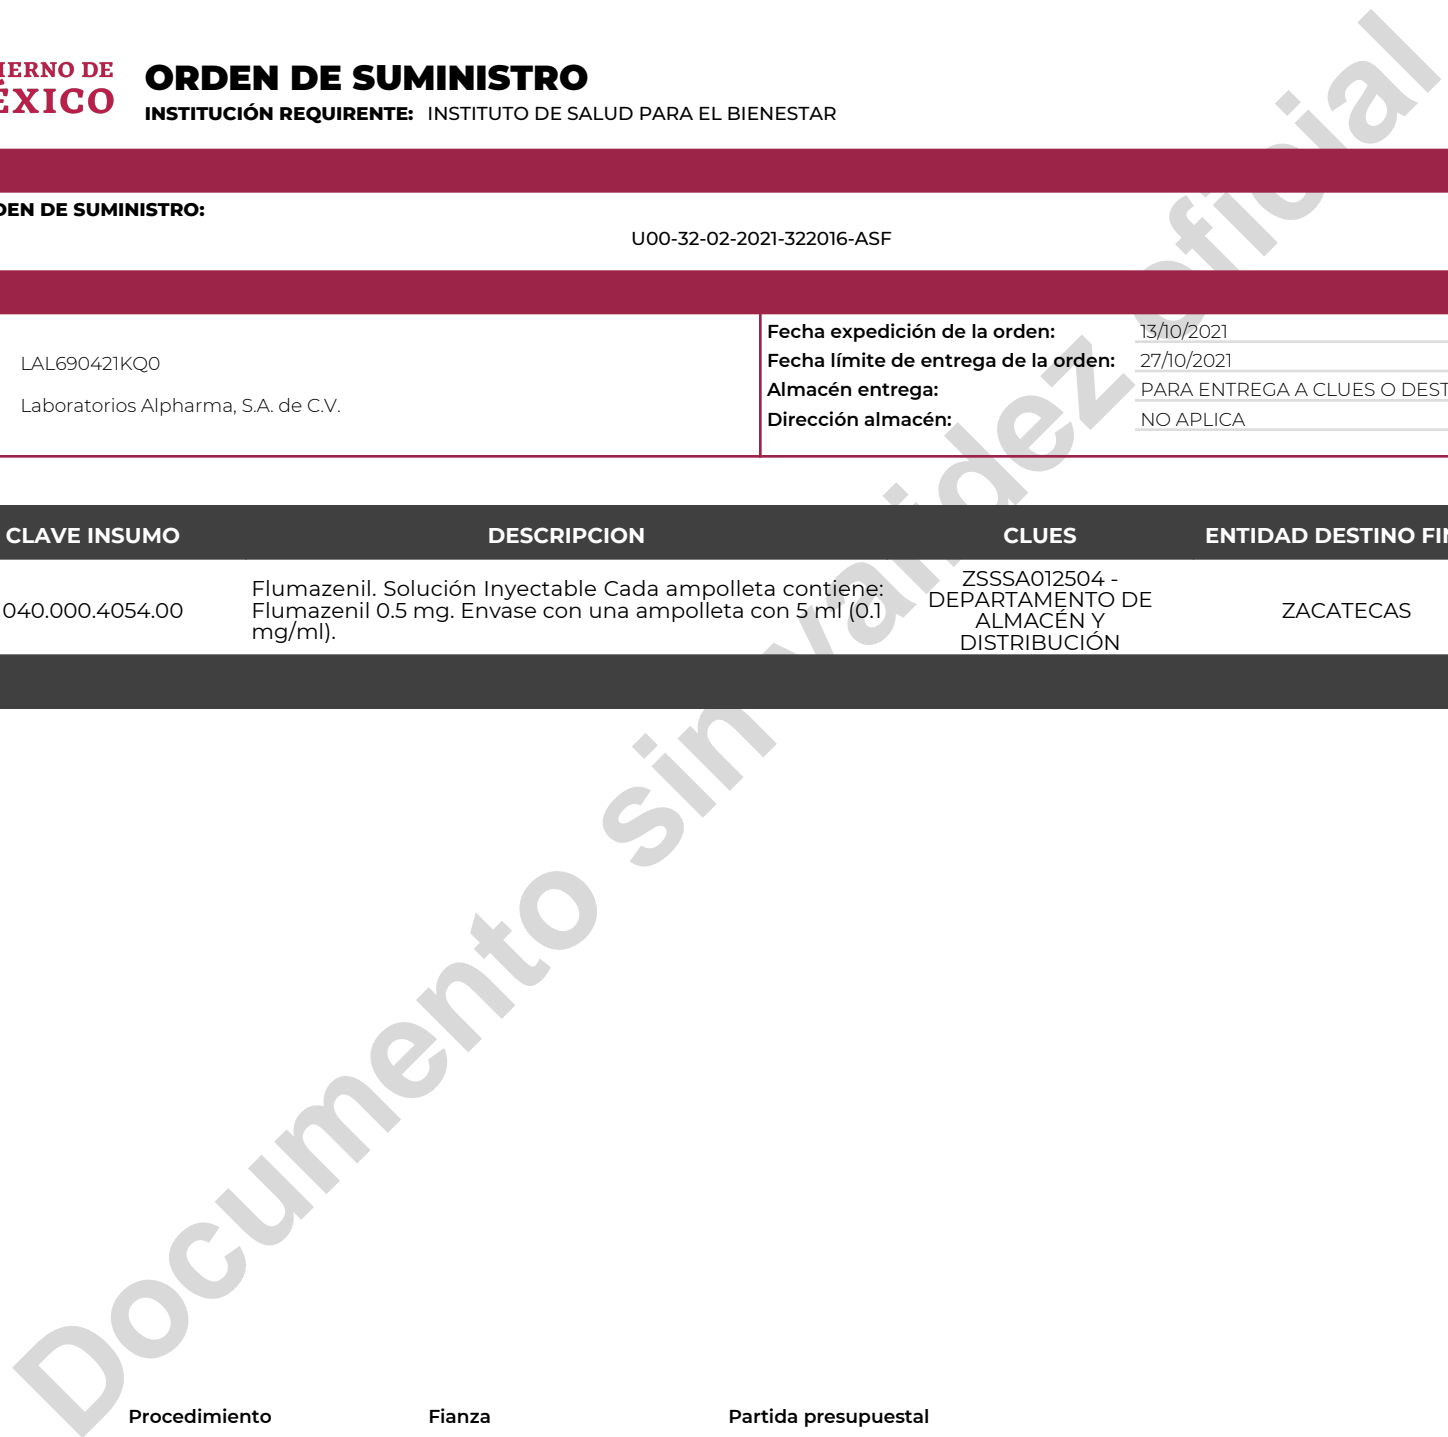 IERNO DE
ÉXICO
ORDEN DE SUMINISTRO
INSTITUCIÓN REQUIRENTE: INSTITUTO DE SALUD PARA EL BIENESTAR
DEN DE SUMINISTRO:
U00-32-02-2021-322016-ASF
LAL690421KQ0
Laboratorios Alpharma, S.A. de C.V.
Fecha expedición de la orden: 13/10/2021
Fecha límite de entrega de la orden: 27/10/2021
Almacén entrega: PARA ENTREGA A CLUES O DEST
Dirección almacén: NO APLICA
CLAVE INSUMO DESCRIPCION CLUES ENTIDAD DESTINO FIN
040.000.4054.00
Flumazenil. Solución Inyectable Cada ampolleta contiene:
Flumazenil 0.5 mg. Envase con una ampolleta con 5 ml (0.1
mg/ml).
ZSSSA012504 -
DEPARTAMENTO DE
ALMACÉN Y
DISTRIBUCIÓN
ZACATECAS
Documento sin validez oficial
Procedimiento Fianza Partida presupuestal